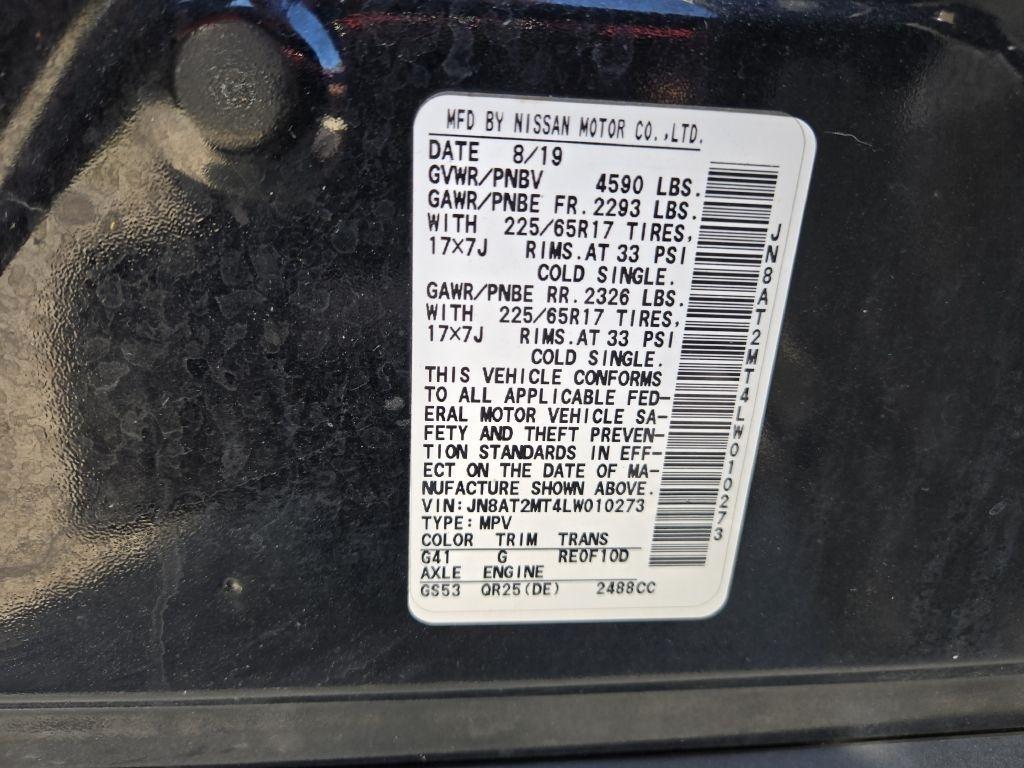 MFD BY NISSAN MOTOR CO.,LTD.
DATE 8/19
GVWR/PNBV 4590 LBS.
GAWR/PNBE FR. 2293 LBS.
WITH 225/65R17 TIRES,
17×7J RIMS.AT 33 PSI
COLD SINGLE.
GAWR/PNBE RR. 2326 LBS.
WITH 225/65R17 TIRES,
17×7J RIMS.AT 33 PSI
COLD SINGLE.
THIS VEHICLE CONFORMS
TO ALL APPLICABLE FED-
ERAL MOTOR VEHICLE SA-
FETY AND THEFT PREVEN-
TION STANDARDS IN EFF-
ECT ON THE DATE OF MA-
NUFACTURE SHOWN ABOVE.
VIN:JN8AT2MT4LW010273
TYPE:MPV
COLOR TRIM TRANS
G41 G RE0F10D
AXLE ENGINE
GS53 QR25(DE) 2488CC
JN8AT2MT4LW010273